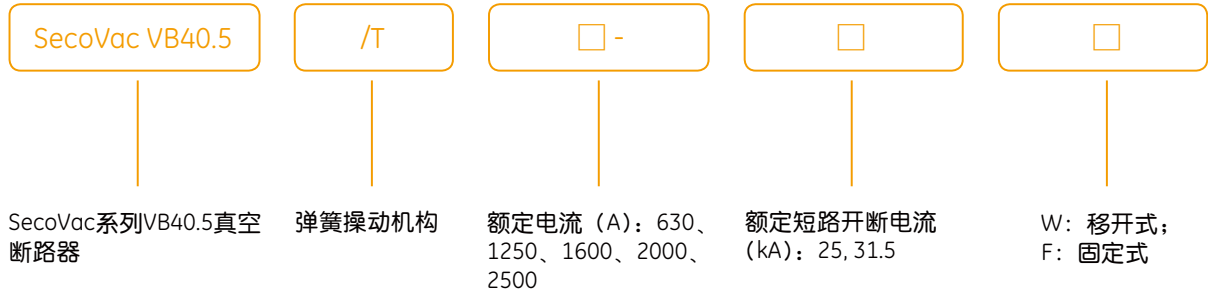 SecoVac VB40.5
/T
□ -
□
□
SecoVac系列VB40.5真空
断路器
弹簧操动机构
额定电流（A）：630、
1250、1600、2000、
2500
额定短路开断电流
（kA）：25, 31.5
W：移开式；
F：固定式